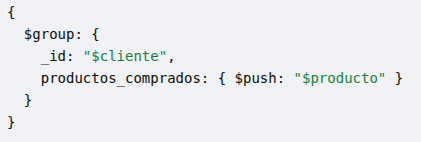 {
  $group: {
    _id: "$cliente",
    productos_comprados: { $push: "$producto" }
  }
}